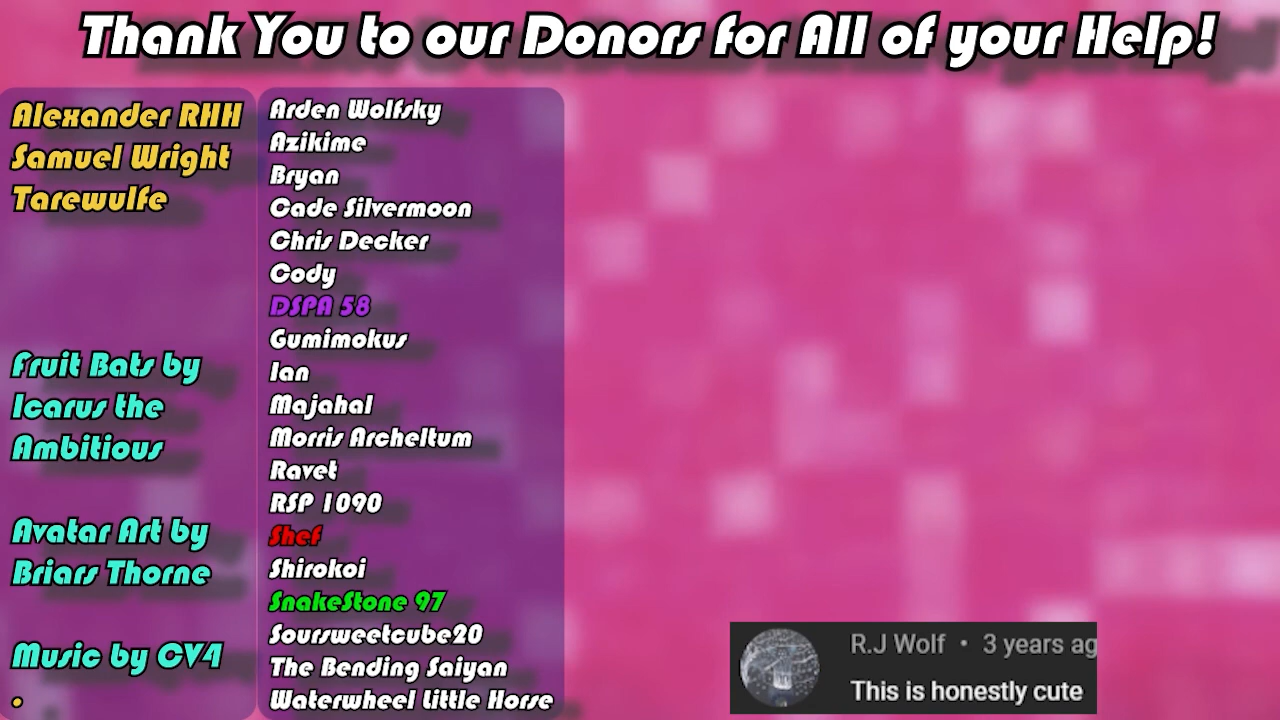 Thank You to our Donors for All of your Help!
Alexander RHH
Samuel Wright
Tarewulfe
Fruit Bats by
Icarus the
Ambitious
Avatar Art by
Briars Thorne
Music by CV4
Arden Wolfsky
Azikime
Bryan
Cade Silvermoon
Chris Decker
Cody
DSPA 58
Gumimokus
Ian
Majahal
Morris Archeltum
Ravet
RSP 1090
Shef
Shirokoi
SnakeStone 97
Soursweetcube20
The Bending Saiyan
Waterwheel Little Horse
R.J Wolf • 3 years ag
This is honestly cute